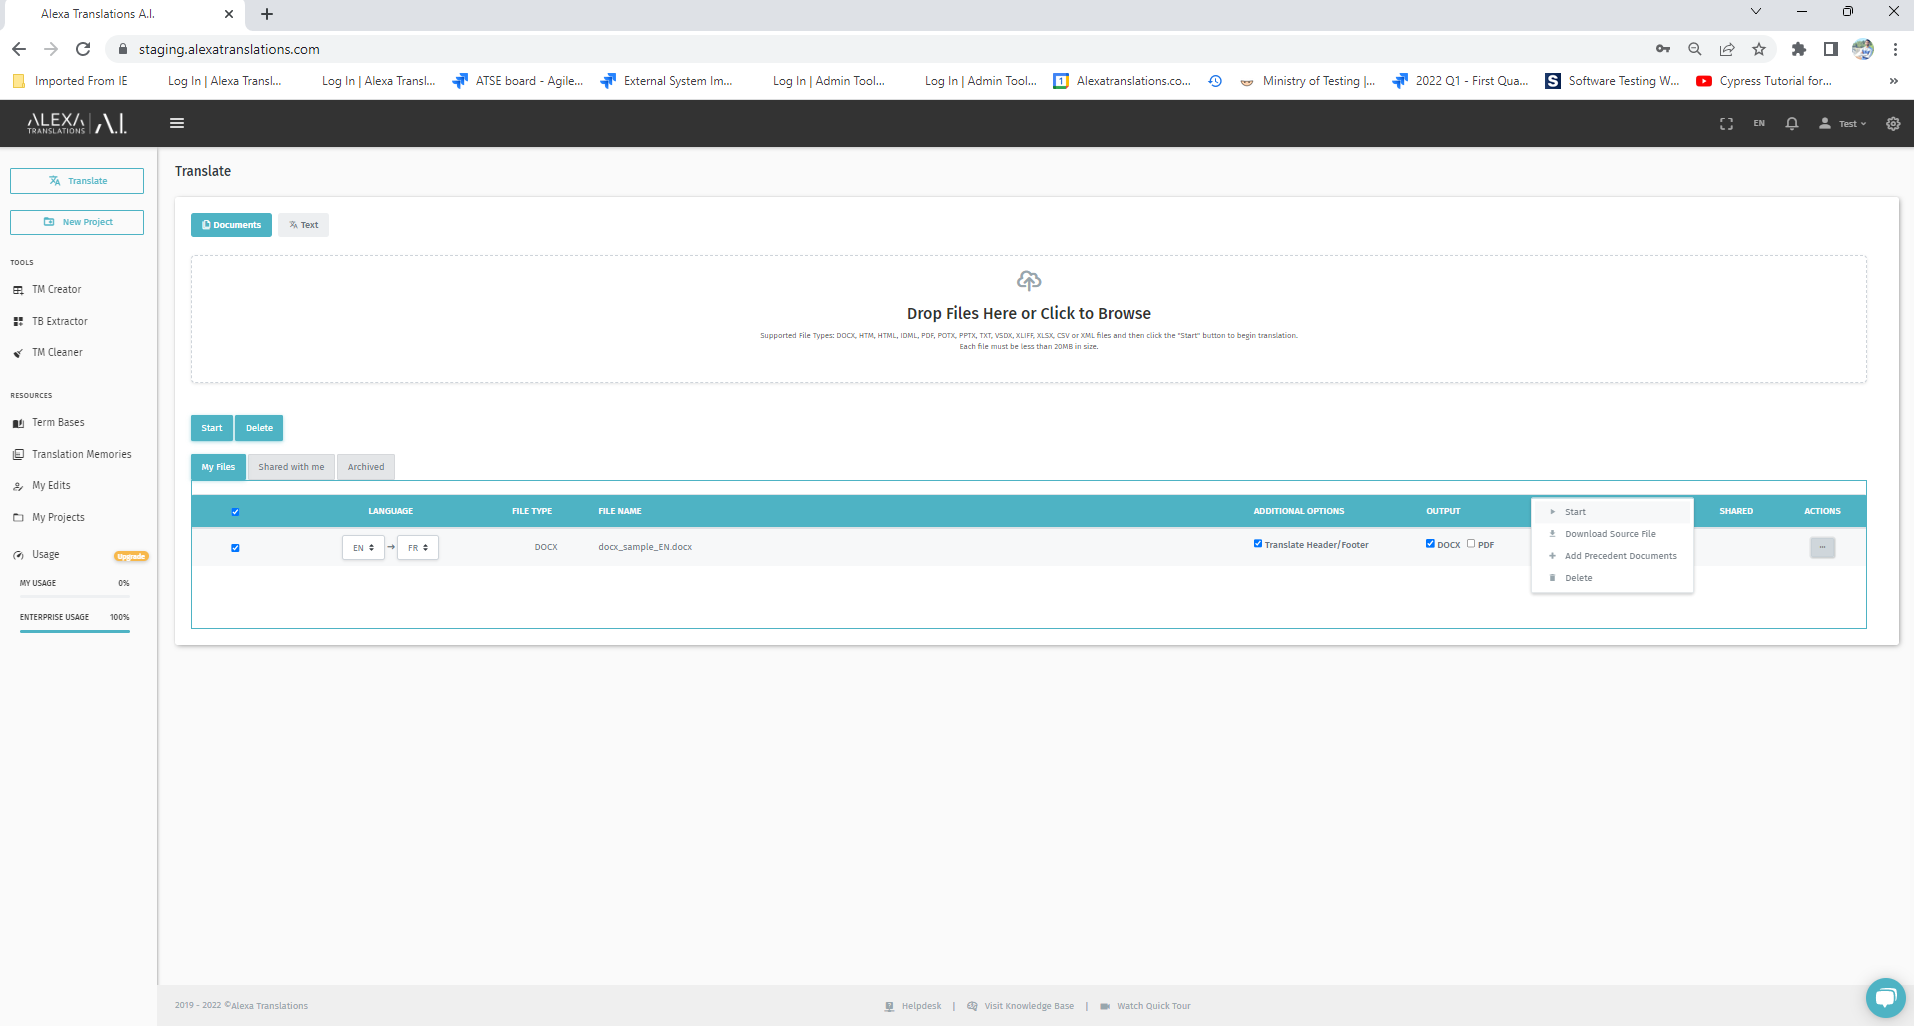 Alexa Translations A.I.
staging.alexatranslations.com
Imported From IE
Log In | Alexa Transl...
Log In | Alexa Transl...
ATSE board - Agile...
External System Im...
Log In | Admin Tool...
Log In | Admin Tool...
Alexatranslations.co...
Ministry of Testing |...
2022 Q1 - First Qua...
Software Testing W...
Cypress Tutorial for...
»
ALEXA TRANSLATIONS | A.I.
EN
Test
Translate
New Project
TOOLS
TM Creator
TB Extractor
TM Cleaner
RESOURCES
Term Bases
Translation Memories
My Edits
My Projects
Usage
Upgrade
MY USAGE 0%
ENTERPRISE USAGE 100%
Translate
Documents
Text
Drop Files Here or Click to Browse
Supported File Types: DOCX, HTM, HTML, IDML, PDF, POTX, PPTX, TXT, VSDX, XLIFF, XLSX, CSV or XML files and then click the "Start" button to begin translation.
Each file must be less than 20MB in size.
Start
Delete
My Files
Shared with me
Archived
LANGUAGE FILE TYPE FILE NAME ADDITIONAL OPTIONS OUTPUT SHARED ACTIONS
EN → FR DOCX docx_sample_EN.docx Translate Header/Footer DOCX PDF ...
Start
Download Source File
Add Precedent Documents
Delete
2019 - 2022 ©Alexa Translations
Helpdesk | Visit Knowledge Base | Watch Quick Tour